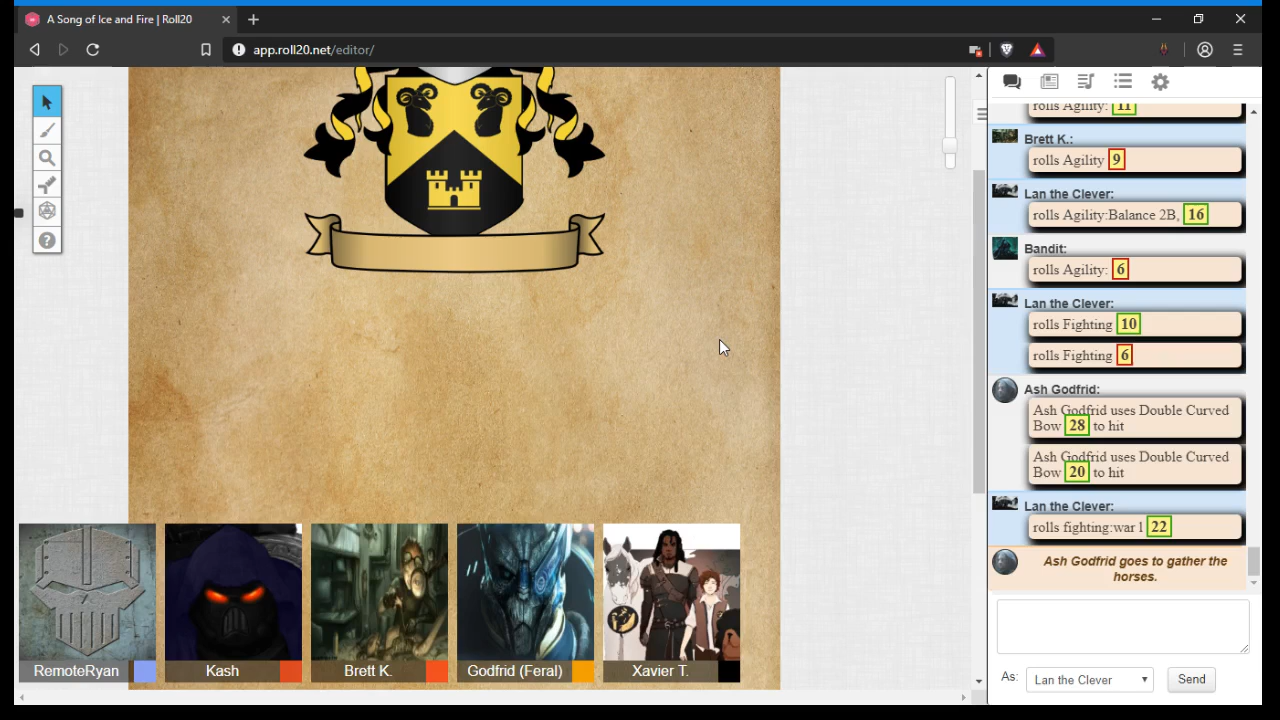 A Song of Ice and Fire | Roll20
app.roll20.net/editor/
rolls Agility: 11
Brett K.:
rolls Agility 9
Lan the Clever:
rolls Agility:Balance 2B, 16
Bandit:
rolls Agility: 6
Lan the Clever:
rolls Fighting 10
rolls Fighting 6
Ash Godfrid:
Ash Godfrid uses Double Curved
Bow 28 to hit
Ash Godfrid uses Double Curved
Bow 20 to hit
Lan the Clever:
rolls fighting:war l 22
Ash Godfrid goes to gather the
horses.
RemoteRyan
Kash
Brett K.
Godfrid (Feral)
Xavier T.
As:
Lan the Clever
Send